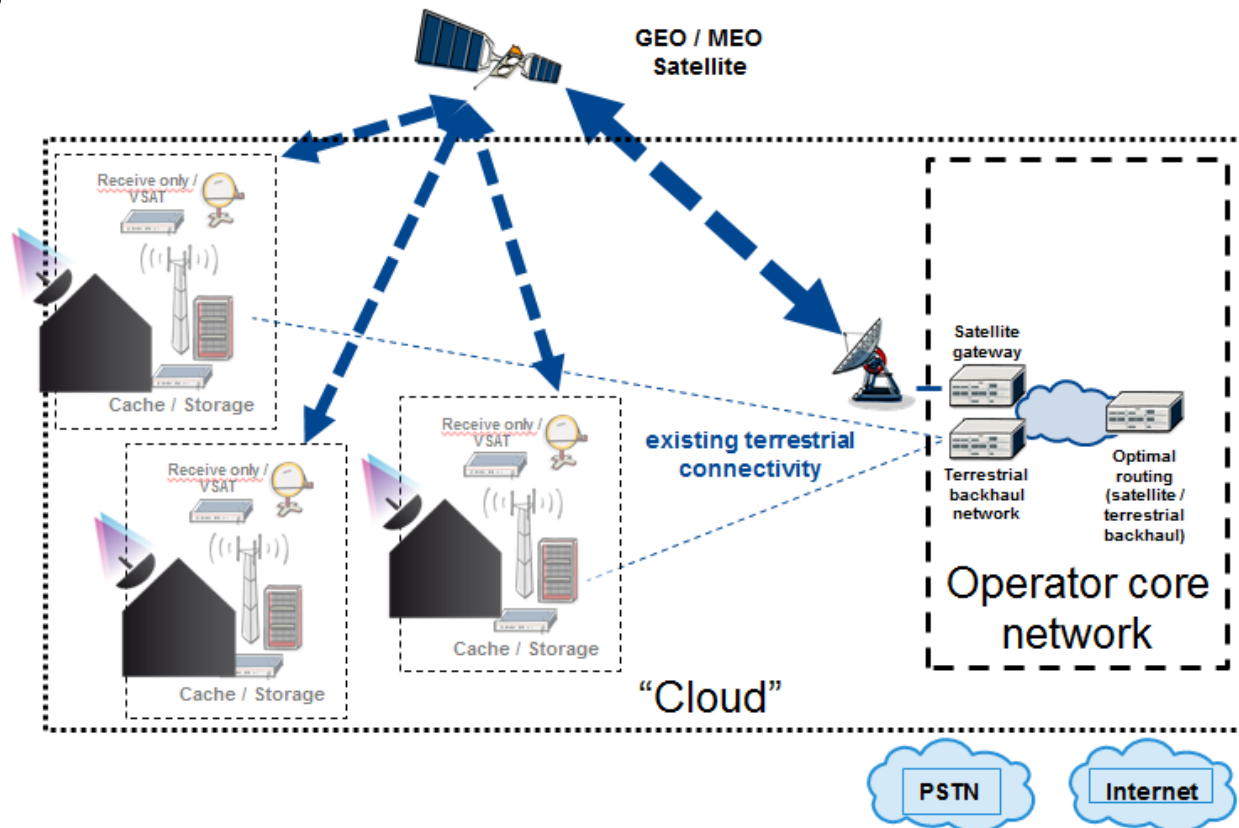 GEO / MEO
Satellite
Receive only /
VSAT
Cache / Storage
Receive only /
VSAT
Cache / Storage
Receive only /
VSAT
Cache / Storage
existing terrestrial
connectivity
Satellite
gateway
Terrestrial
backhaul
network
Optimal
routing
(satellite /
terrestrial
backhaul)
Operator core
network
“Cloud”
PSTN
Internet